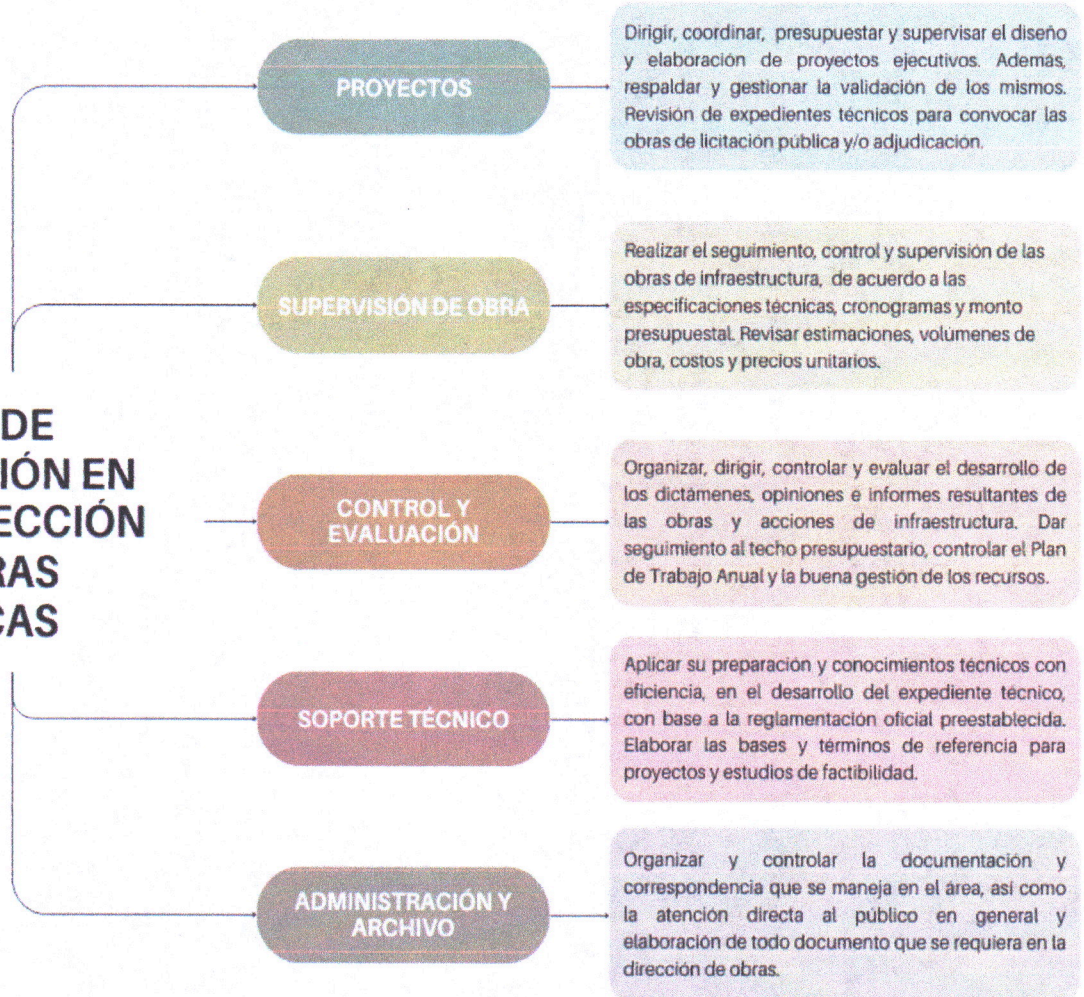 PROYECTOS
Dirigir, coordinar, presupuestar y supervisar el diseño
y elaboración de proyectos ejecutivos. Además,
respaldar y gestionar la validación de los mismos.
Revisión de expedientes técnicos para convocar las
obras de licitación pública y/o adjudicación.
SUPERVISIÓN DE OBRA
Realizar el seguimiento, control y supervisión de las
obras de infraestructura, de acuerdo a las
especificaciones técnicas, cronogramas y monto
presupuestal. Revisar estimaciones, volúmenes de
obra, costos y precios unitarios.
DE
IÓN EN
ECCIÓN
RAS
CAS
CONTROL Y
EVALUACIÓN
Organizar, dirigir, controlar y evaluar el desarrollo de
los dictámenes, opiniones e informes resultantes de
las obras y acciones de infraestructura. Dar
seguimiento al techo presupuestario, controlar el Plan
de Trabajo Anual y la buena gestión de los recursos.
SOPORTE TÉCNICO
Aplicar su preparación y conocimientos técnicos con
eficiencia, en el desarrollo del expediente técnico,
con base a la reglamentación oficial preestablecida.
Elaborar las bases y términos de referencia para
proyectos y estudios de factibilidad.
ADMINISTRACIÓN Y
ARCHIVO
Organizar y controlar la documentación y
correspondencia que se maneja en el área, así como
la atención directa al público en general y
elaboración de todo documento que se requiera en la
dirección de obras.